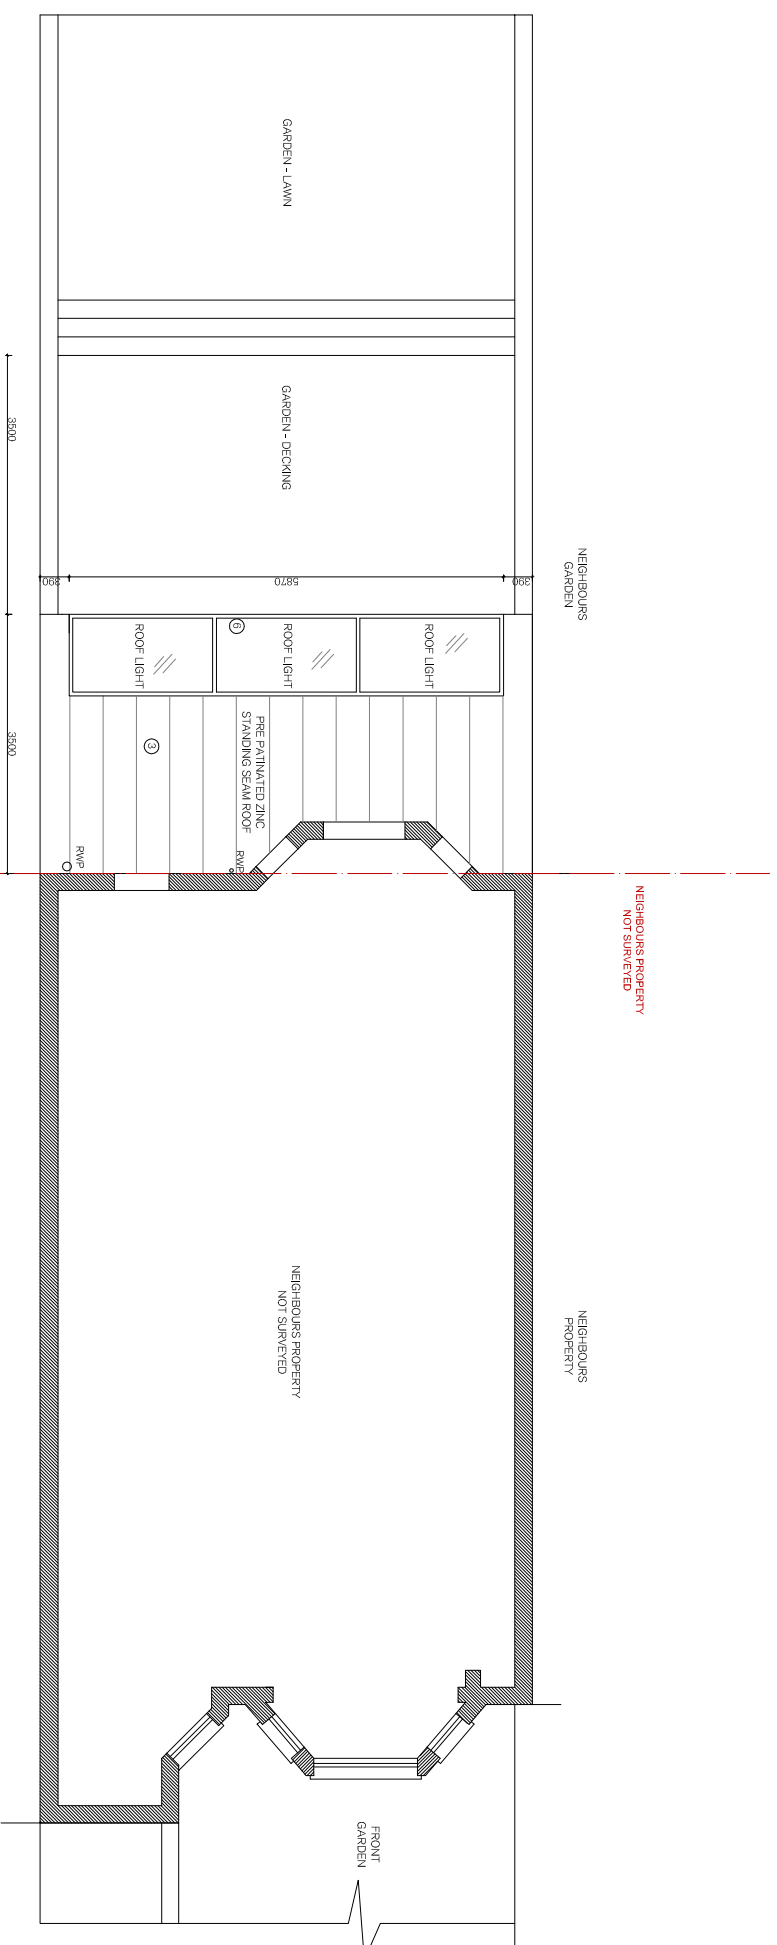 GARDEN - LAWN
GARDEN - DECKING
3500
390
5870
390
NEIGHBOURS
GARDEN
ROOF LIGHT
6
ROOF LIGHT
ROOF LIGHT
3500
3
PRE PATINATED ZINC
STANDING SEAM ROOF
RWP
RWP
NEIGHBOURS PROPERTY
NOT SURVEYED
NEIGHBOURS PROPERTY
NOT SURVEYED
NEIGHBOURS
PROPERTY
FRONT
GARDEN